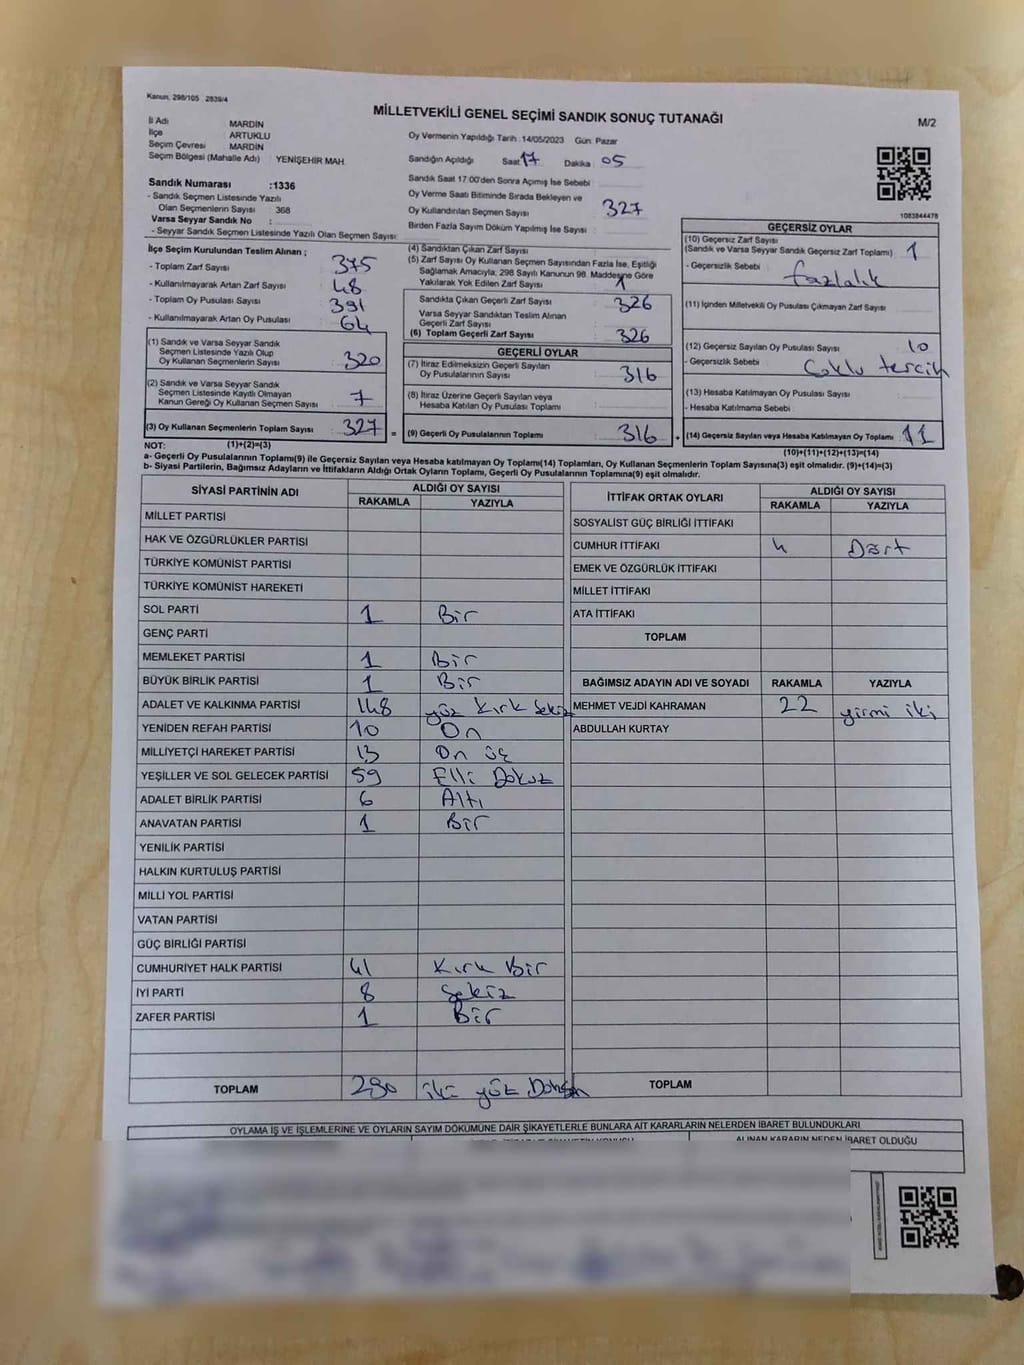 Kanun, 298/105 2839/4
MİLLETVEKİLİ GENEL SEÇİMİ SANDIK SONUÇ TUTANAĞI
M/2
İl Adı MARDİN
İlçe ARTUKLU
Seçim Çevresi MARDİN
Seçim Bölgesi (Mahalle Adı) : YENİŞEHİR MAH.
Sandık Numarası :1336
- Sandık Seçmen Listesinde Yazılı
Olan Seçmenlerin Sayısı 368
Varsa Seyyar Sandık No :
- Seyyar Sandık Seçmen Listesinde Yazılı Olan Seçmen Sayısı:
Oy Vermenin Yapıldığı Tarih :14/05/2023 Gün: Pazar
Sandığın Açıldığı Saat 17 Dakika 05
Sandık Saat 17.00'den Sonra Açımış İse Sebebi
Oy Verme Saati Bitiminde Sırada Bekleyen ve
Oy Kullandırılan Seçmen Sayısı 327
Birden Fazla Sayım Döküm Yapılmış İse Sayısı :
1083844478
İlçe Seçim Kurulundan Teslim Alınan ;
- Toplam Zarf Sayısı 375
- Kullanılmayarak Artan Zarf Sayısı : 48
- Toplam Oy Pusulası Sayısı 391
- Kullanılmayarak Artan Oy Pusulası : 64
(1) Sandık ve Varsa Seyyar Sandık
Seçmen Listesinde Yazılı Olup
Oy Kullanan Seçmenlerin Sayısı : 320
(2) Sandık ve Varsa Seyyar Sandık
Seçmen Listesinde Kayıtlı Olmayan
Kanun Gereği Oy Kullanan Seçmen Sayısı : 7
(3) Oy Kullanan Seçmenlerin Toplam Sayısı : 327 =
(4) Sandıktan Çıkan Zarf Sayısı
(5) Zarf Sayısı Oy Kullanan Seçmen Sayısından Fazla İse, Eşitliği
Sağlamak Amacıyla, 298 Sayılı Kanunun 98. Maddesine Göre
Yakılarak Yok Edilen Zarf Sayısı : 1
Sandıkta Çıkan Geçerli Zarf Sayısı : 326
Varsa Seyyar Sandıktan Teslim Alınan
Geçerli Zarf Sayısı
(6) Toplam Geçerli Zarf Sayısı : 326
GEÇERLİ OYLAR
(7) İtiraz Edilmeksizin Geçerli Sayılan
Oy Pusulalarının Sayısı : 316
(8) İtiraz Üzerine Geçerli Sayılan veya
Hesaba Katılan Oy Pusulası Toplamı
(9) Geçerli Oy Pusulalarının Toplamı : 316 +
GEÇERSİZ OYLAR
(10) Geçersiz Zarf Sayısı
(Sandık ve Varsa Seyyar Sandık Geçersiz Zarf Toplamı) : 1
- Geçersizlik Sebebi : fazlalık
(11) İçinden Milletvekili Oy Pusulası Çıkmayan Zarf Sayısı :
(12) Geçersiz Sayılan Oy Pusulası Sayısı : 10
- Geçersizlik Sebebi : Çoklu tercih
(13) Hesaba Katılmayan Oy Pusulası Sayısı :
- Hesaba Katılmama Sebebi :
(14) Geçersiz Sayılan veya Hesaba Katılmayan Oy Toplamı : 11
NOT: (1)+(2)=(3)
(10)+(11)+(12)+(13)=(14)
a- Geçerli Oy Pusulalarının Toplamı(9) ile Geçersiz Sayılan veya Hesaba katılmayan Oy Toplamı(14) Toplamları, Oy Kullanan Seçmenlerin Toplam Sayısına(3) eşit olmalıdır. (9)+(14)=(3)
b- Siyasi Partilerin, Bağımsız Adayların ve İttifakların Aldığı Ortak Oyların Toplamı, Geçerli Oy Pusulalarının Toplamına(9) eşit olmalıdır.
SİYASİ PARTİNİN ADI ALDIĞI OY SAYISI
RAKAMLA YAZIYLA
MİLLET PARTİSİ
HAK VE ÖZGÜRLÜKLER PARTİSİ
TÜRKİYE KOMÜNİST PARTİSİ
TÜRKİYE KOMÜNİST HAREKETİ
SOL PARTİ 1 Bir
GENÇ PARTİ
MEMLEKET PARTİSİ 1 Bir
BÜYÜK BİRLİK PARTİSİ 1 Bir
ADALET VE KALKINMA PARTİSİ 148 yüz Kırk Sekiz
YENİDEN REFAH PARTİSİ 10 On
MİLLİYETÇİ HAREKET PARTİSİ 13 On üç
YEŞİLLER VE SOL GELECEK PARTİSİ 59 Elli Dokuz
ADALET BİRLİK PARTİSİ 6 Altı
ANAVATAN PARTİSİ 1 Bir
YENİLİK PARTİSİ
HALKIN KURTULUŞ PARTİSİ
MİLLİ YOL PARTİSİ
VATAN PARTİSİ
GÜÇ BİRLİĞİ PARTİSİ
CUMHURİYET HALK PARTİSİ 41 Kırk Bir
İYİ PARTİ 8 Sekiz
ZAFER PARTİSİ 1 Bir
TOPLAM 290 iki yüz Doksan
İTTİFAK ORTAK OYLARI ALDIĞI OY SAYISI
RAKAMLA YAZIYLA
SOSYALİST GÜÇ BİRLİĞİ İTTİFAKI
CUMHUR İTTİFAKI 4 Dört
EMEK VE ÖZGÜRLÜK İTTİFAKI
MİLLET İTTİFAKI
ATA İTTİFAKI
TOPLAM
BAĞIMSIZ ADAYIN ADI VE SOYADI RAKAMLA YAZIYLA
MEHMET VEJDİ KAHRAMAN 22 yirmi iki
ABDULLAH KURTAY
TOPLAM
OYLAMA İŞ VE İŞLEMLERİNE VE OYLARIN SAYIM DÖKÜMÜNE DAİR ŞİKAYETLERLE BUNLARA AİT KARARLARIN NELERDEN İBARET BULUNDUKLARI
ALINAN KARARIN NEDEN İBARET OLDUĞU